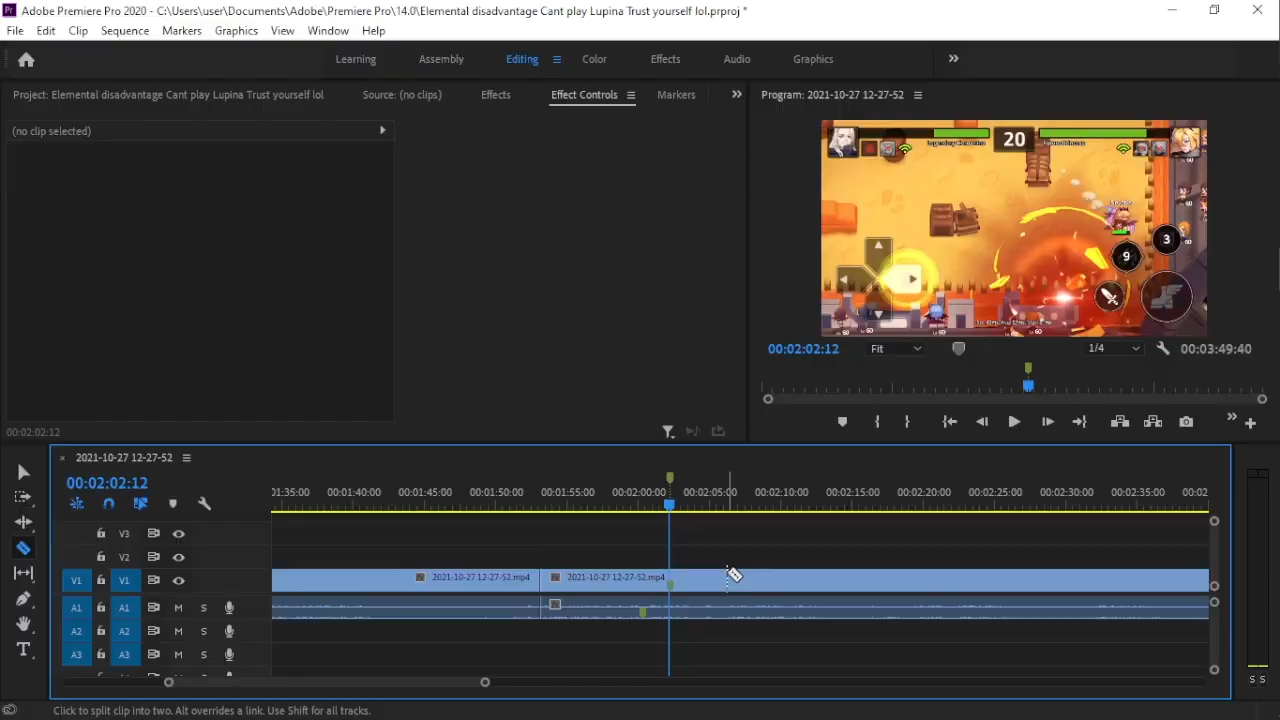 Adobe Premiere Pro 2020 - C:\Users\user\Documents\Adobe\Premiere Pro\14.0\Elemental disadvantage Cant play Lupina Trust yourself lol.prproj *
File Edit Clip Sequence Markers Graphics View Window Help
Learning Assembly Editing Color Effects Audio Graphics
Project: Elemental disadvantage Cant play Lupina Trust yourself lol Source: (no clips) Effects Effect Controls Markers
Program: 2021-10-27 12-27-52
(no clip selected)
20
3
9
00:02:02:12 Fit 1/4 00:03:49:40
00:02:02:12
2021-10-27 12-27-52
00:02:02:12
01:35:00 00:01:40:00 00:01:45:00 00:01:50:00 00:01:55:00 00:02:00:00 00:02:05:00 00:02:10:00 00:02:15:00 00:02:20:00 00:02:25:00 00:02:30:00 00:02:35:00 00:02
V3
V2
V1 V1 2021-10-27 12-27-52.mp4 2021-10-27 12-27-52.mp4
A1 A1 M S
A2 A2 M S
A3 A3 M S
S S
Click to split clip into two. Alt overrides a link. Use Shift for all tracks.